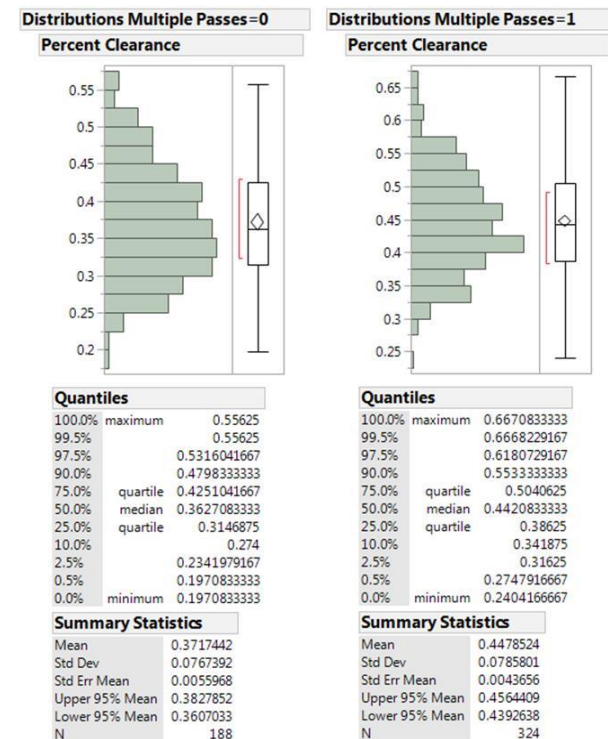 Distributions Multiple Passes=0
Percent Clearance
0.55
0.5
0.45
0.4
0.35
0.3
0.25
0.2
Quantiles
100.0% maximum 0.55625
99.5% 0.55625
97.5% 0.5316041667
90.0% 0.4798333333
75.0% quartile 0.4251041667
50.0% median 0.3627083333
25.0% quartile 0.3146875
10.0% 0.274
2.5% 0.2341979167
0.5% 0.1970833333
0.0% minimum 0.1970833333
Summary Statistics
Mean 0.3717442
Std Dev 0.0767392
Std Err Mean 0.0055968
Upper 95% Mean 0.3827852
Lower 95% Mean 0.3607033
N 188
Distributions Multiple Passes=1
Percent Clearance
0.65
0.6
0.55
0.5
0.45
0.4
0.35
0.3
0.25
Quantiles
100.0% maximum 0.6670833333
99.5% 0.6668229167
97.5% 0.6180729167
90.0% 0.5533333333
75.0% quartile 0.5040625
50.0% median 0.4420833333
25.0% quartile 0.38625
10.0% 0.341875
2.5% 0.31625
0.5% 0.2747916667
0.0% minimum 0.2404166667
Summary Statistics
Mean 0.4478524
Std Dev 0.0785801
Std Err Mean 0.0043656
Upper 95% Mean 0.4564409
Lower 95% Mean 0.4392638
N 324